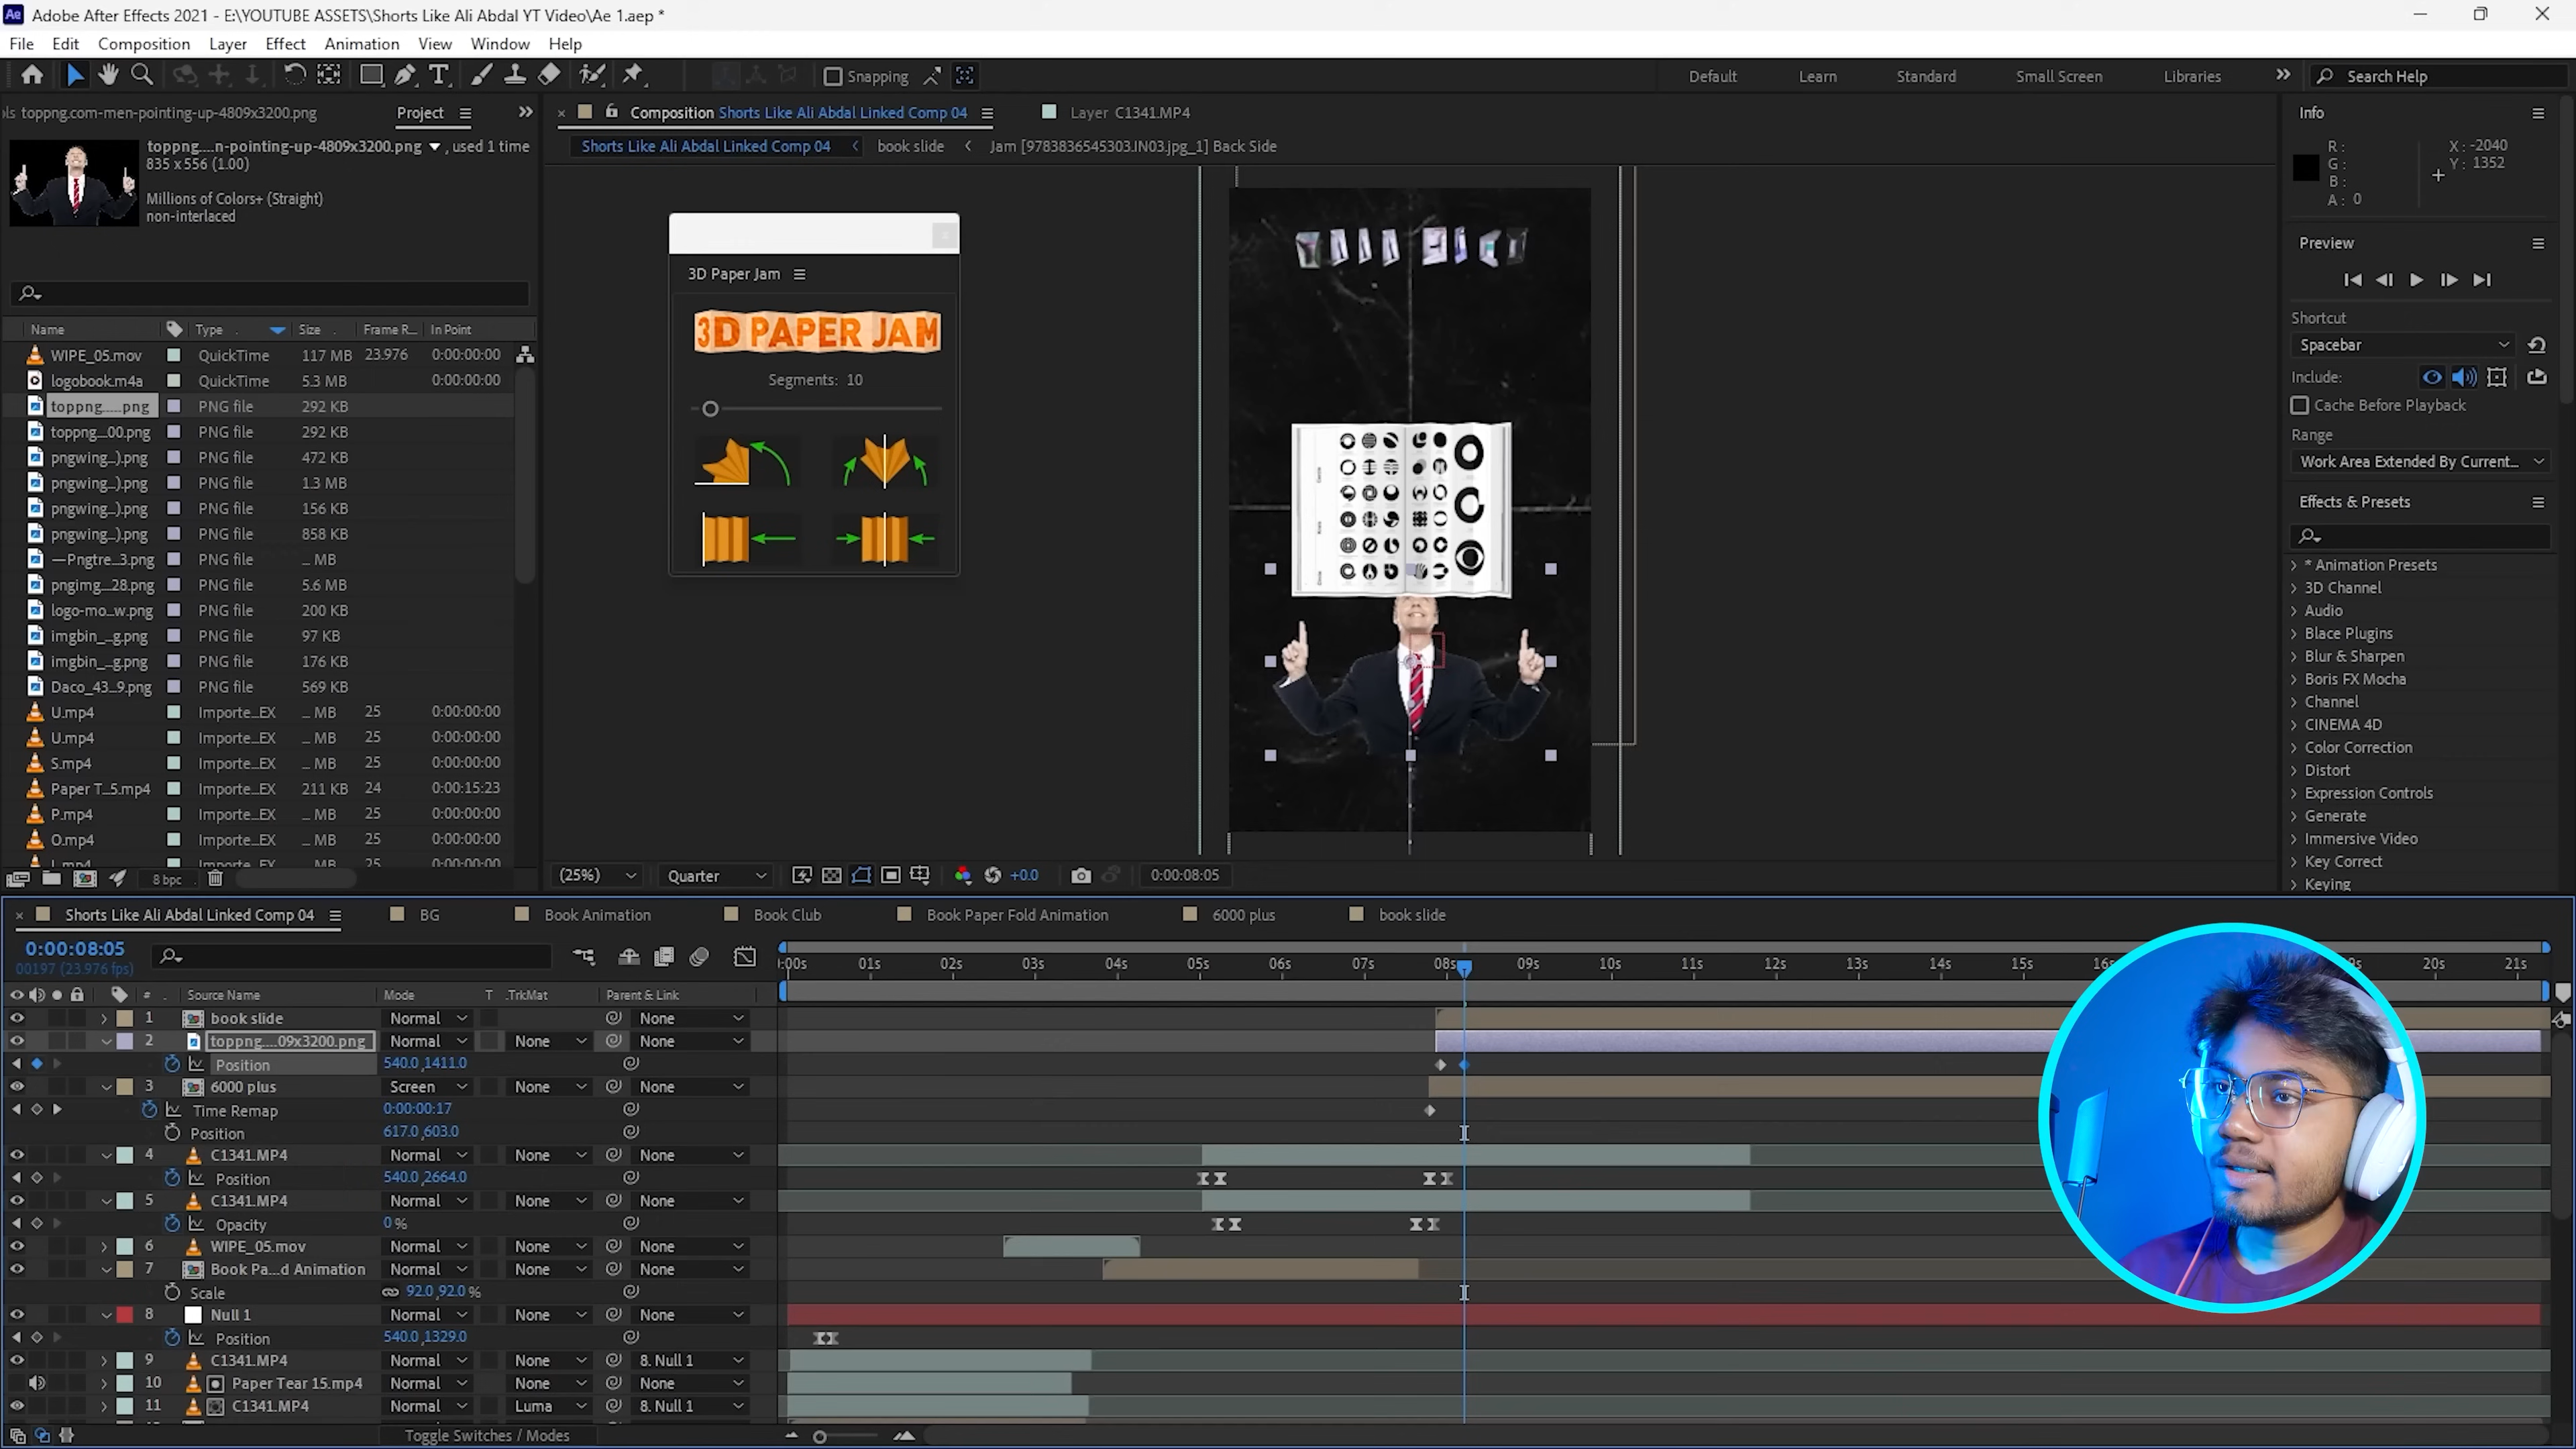 Adobe After Effects 2021 - E:\YOUTUBE ASSETS\Shorts Like Ali Abdal YT Video\Ae 1.aep *
File Edit Composition Layer Effect Animation View Window Help
Snapping
Default Learn Standard Small Screen Libraries
Search Help
ols toppng.com-men-pointing-up-4809x3200.png Project
toppng....n-pointing-up-4809x3200.png , used 1 time
835 x 556 (1.00)
Millions of Colors+ (Straight)
non-interlaced
Name Type Size Frame R... In Point
WIPE_05.mov QuickTime 117 MB 23.976 0:00:00:00
logobook.m4a QuickTime 5.3 MB 0:00:00:00
toppng......png PNG file 292 KB
toppng...00.png PNG file 292 KB
pngwing...).png PNG file 472 KB
pngwing...).png PNG file 1.3 MB
pngwing...).png PNG file 156 KB
pngwing...).png PNG file 858 KB
—Pngtre...3.png PNG file ... MB
pngimg...28.png PNG file 5.6 MB
logo-mo...w.png PNG file 200 KB
imgbin_...g.png PNG file 97 KB
imgbin_...g.png PNG file 176 KB
Daco_43...9.png PNG file 569 KB
U.mp4 Importe...EX ... MB 25 0:00:00:00
U.mp4 Importe...EX ... MB 25 0:00:00:00
S.mp4 Importe...EX ... MB 25 0:00:00:00
Paper T...5.mp4 Importe...EX 211 KB 24 0:00:15:23
P.mp4 Importe...EX ... MB 25 0:00:00:00
O.mp4 Importe...EX ... MB 25 0:00:00:00
L.mp4 Importe...EX ... MB 25 0:00:00:00
8 bpc
Composition Shorts Like Ali Abdal Linked Comp 04
Layer C1341.MP4
Shorts Like Ali Abdal Linked Comp 04 book slide Jam [9783836545303.IN03.jpg_1] Back Side
3D Paper Jam
3D PAPER JAM
Segments: 10
(25%) Quarter +0.0 0:00:08:05
Info
R :
G :
B :
A : 0
X : -2040
Y : 1352
Preview
Shortcut
Spacebar
Include:
Cache Before Playback
Range
Work Area Extended By Current...
Effects & Presets
* Animation Presets
3D Channel
Audio
Blace Plugins
Blur & Sharpen
Boris FX Mocha
Channel
CINEMA 4D
Color Correction
Distort
Expression Controls
Generate
Immersive Video
Key Correct
Keying
Shorts Like Ali Abdal Linked Comp 04 BG Book Animation Book Club Book Paper Fold Animation 6000 plus book slide
0:00:08:05
00197 (23.976 fps)
:00s 01s 02s 03s 04s 05s 06s 07s 08s 09s 10s 11s 12s 13s 14s 15s 16s 20s 21s
# Source Name Mode T .TrkMat Parent & Link
1 book slide Normal None
2 toppng....09x3200.png Normal None None
Position 540.0,1411.0
3 6000 plus Screen None None
Time Remap 0:00:00:17
Position 617.0,603.0
4 C1341.MP4 Normal None None
Position 540.0,2664.0
5 C1341.MP4 Normal None None
Opacity 0 %
6 WIPE_05.mov Normal None None
7 Book Pa...d Animation Normal None None
Scale 92.0,92.0 %
8 Null 1 Normal None None
Position 540.0,1329.0
9 C1341.MP4 Normal None 8. Null 1
10 Paper Tear 15.mp4 Normal None None
11 C1341.MP4 Normal Luma 8. Null 1
Toggle Switches / Modes